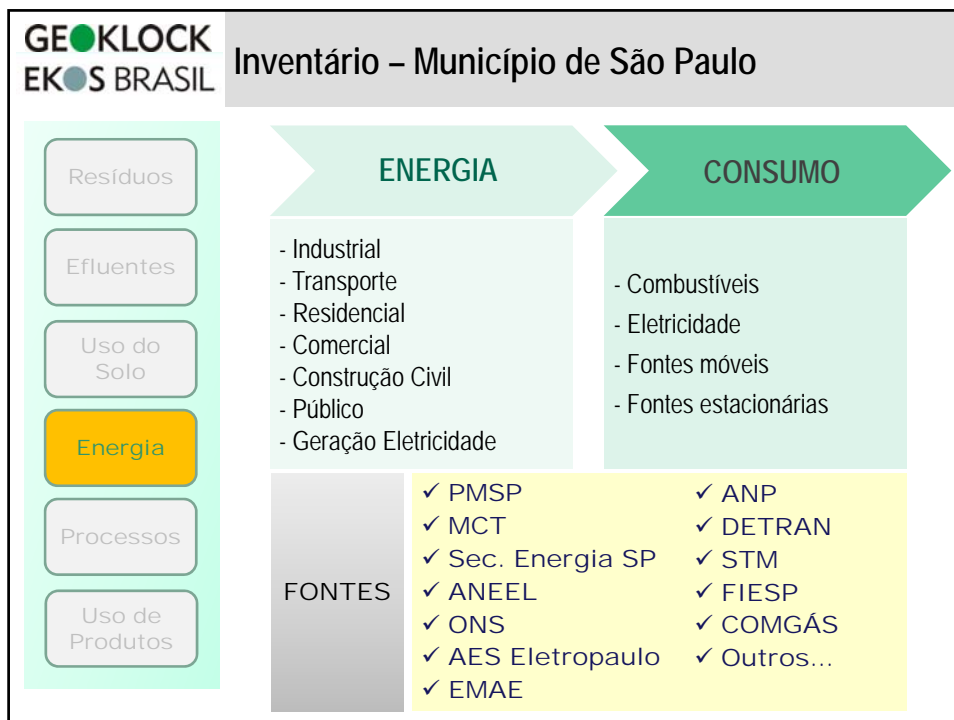 GEOKLOCK
EKOS BRASIL
Inventário – Município de São Paulo
Resíduos
Efluentes
Uso do
Solo
Energia
Processos
Uso de
Produtos
ENERGIA
- Industrial
- Transporte
- Residencial
- Comercial
- Construção Civil
- Público
- Geração Eletricidade
CONSUMO
- Combustíveis
- Eletricidade
- Fontes móveis
- Fontes estacionárias
FONTES
✓ PMSP
✓ MCT
✓ Sec. Energia SP
✓ ANEEL
✓ ONS
✓ AES Eletropaulo
✓ EMAE
✓ ANP
✓ DETRAN
✓ STM
✓ FIESP
✓ COMGÁS
✓ Outros...